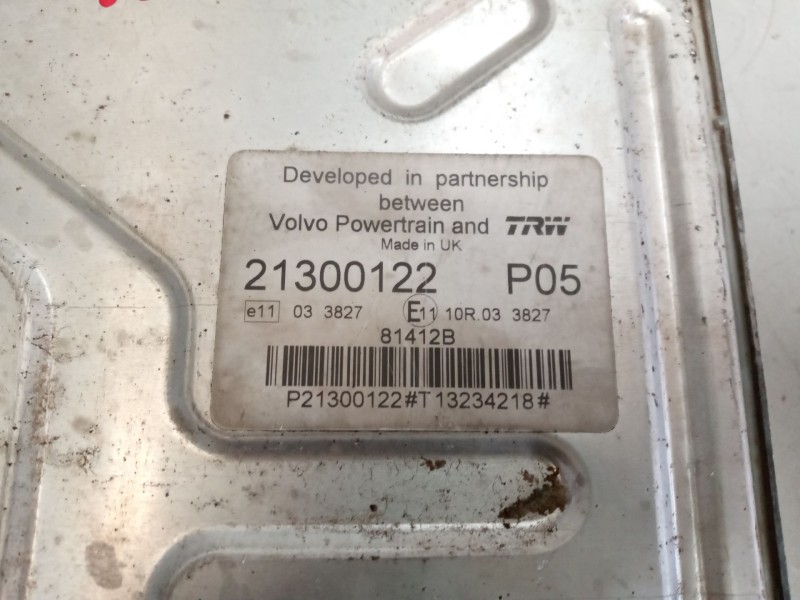 Developed in partnership
between
Volvo Powertrain and TRW
Made in UK
21300122 P05
e11 03 3827 E11 10R.03 3827
81412B
P21300122#T13234218#